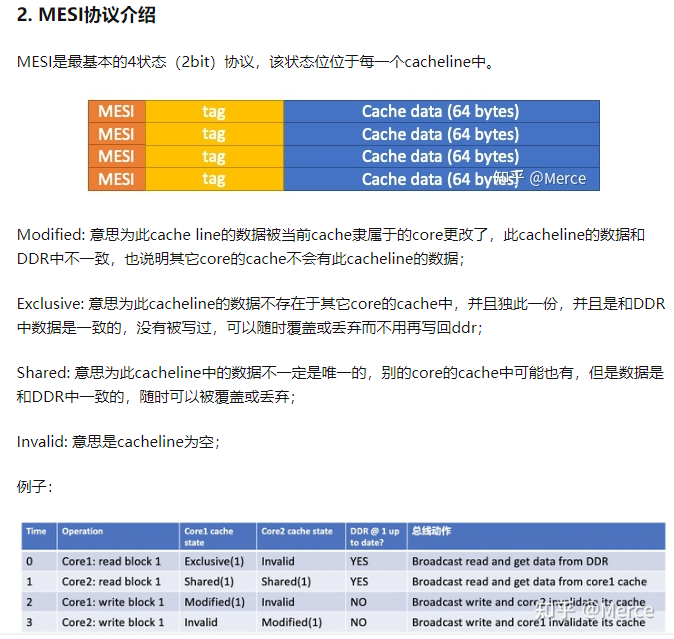 2. MESI协议介绍
MESI是最基本的4状态（2bit）协议，该状态位位于每一个cacheline中。
MESI tag Cache data (64 bytes)
MESI tag Cache data (64 bytes)
MESI tag Cache data (64 bytes)
MESI tag Cache data (64 bytes)
知乎 @Merce
Modified: 意思为此cache line的数据被当前cache隶属于的core更改了，此cacheline的数据和
DDR中不一致，也说明其它core的cache不会有此cacheline的数据；
Exclusive: 意思为此cacheline的数据不存在于其它core的cache中，并且独此一份，并且是和DDR
中数据是一致的，没有被写过，可以随时覆盖或丢弃而不用再写回ddr；
Shared: 意思为此cacheline中的数据不一定是唯一的，别的core的cache中可能也有，但是数据是
和DDR中一致的，随时可以被覆盖或丢弃；
Invalid: 意思是cacheline为空；
例子：
Time Operation Core1 cache state Core2 cache state DDR @ 1 up to date? 总线动作
0 Core1: read block 1 Exclusive(1) Invalid YES Broadcast read and get data from DDR
1 Core2: read block 1 Shared(1) Shared(1) YES Broadcast read and get data from core1 cache
2 Core1: write block 1 Modified(1) Invalid NO Broadcast write and core2 invalidate its cache
3 Core2: write block 1 Invalid Modified(1) NO Broadcast write and core1 invalidate its cache
知乎 @Merce